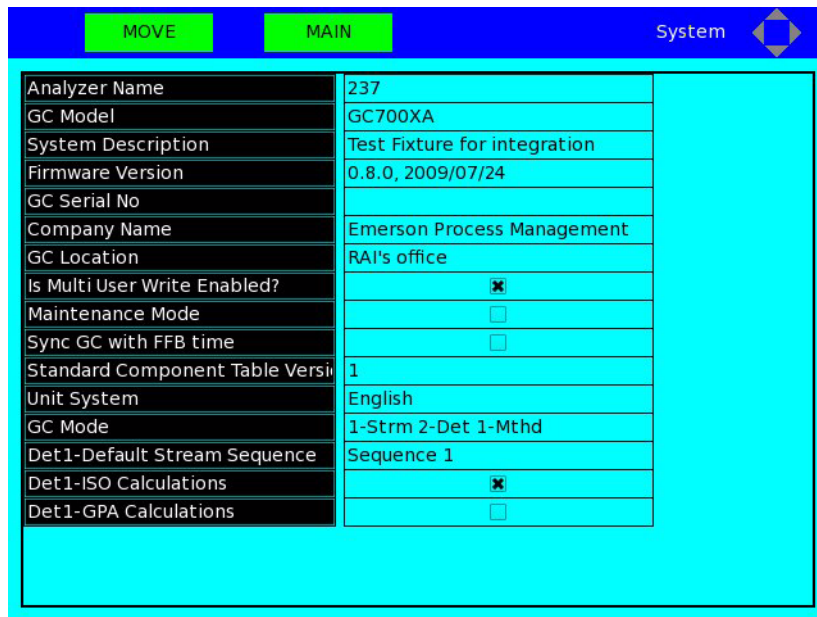 MOVE MAIN System
Analyzer Name 237
GC Model GC700XA
System Description Test Fixture for integration
Firmware Version 0.8.0, 2009/07/24
GC Serial No
Company Name Emerson Process Management
GC Location RAI's office
Is Multi User Write Enabled?
Maintenance Mode
Sync GC with FFB time
Standard Component Table Versi 1
Unit System English
GC Mode 1-Strm 2-Det 1-Mthd
Det1-Default Stream Sequence Sequence 1
Det1-ISO Calculations
Det1-GPA Calculations